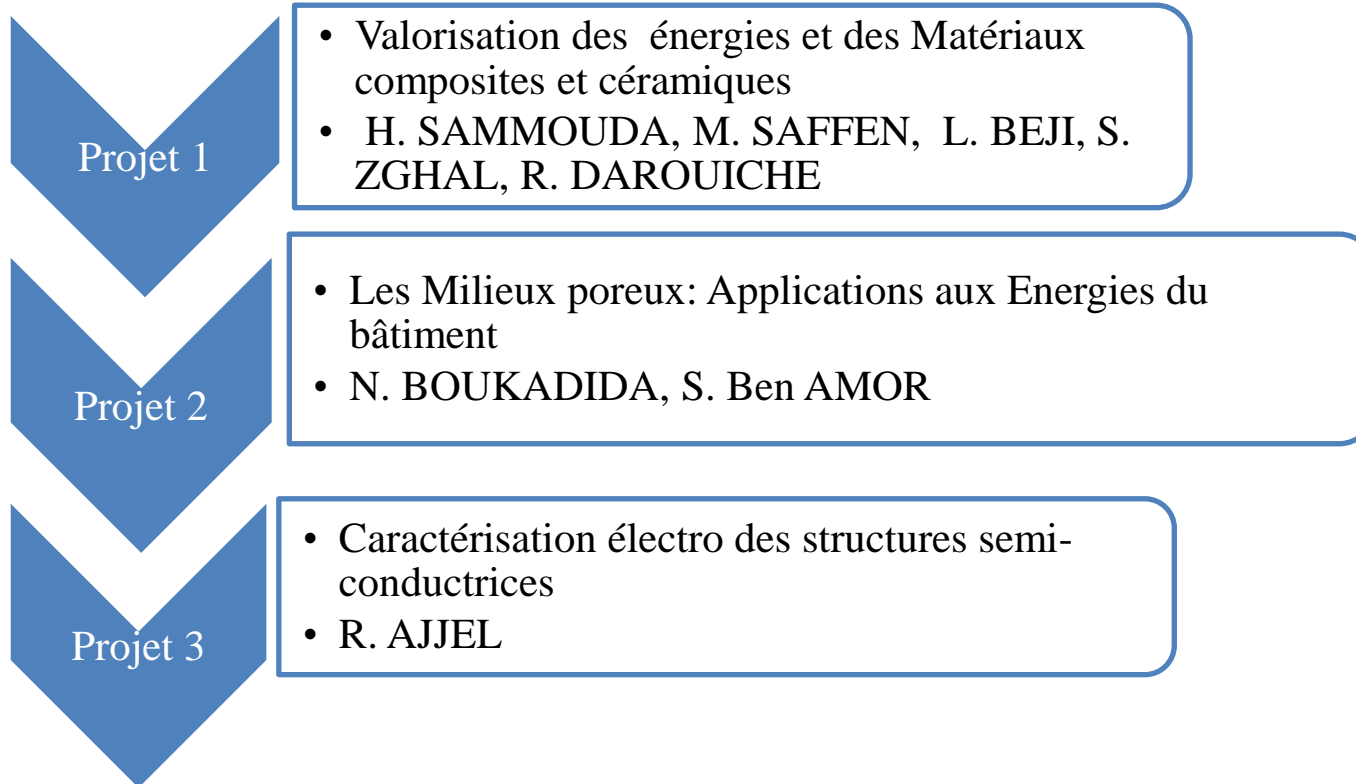 Projet 1
• Valorisation des énergies et des Matériaux
composites et céramiques
• H. SAMMOUDA, M. SAFFEN, L. BEJI, S.
ZGHAL, R. DAROUICHE
Projet 2
• Les Milieux poreux: Applications aux Energies du
bâtiment
• N. BOUKADIDA, S. Ben AMOR
Projet 3
• Caractérisation électro des structures semi-
conductrices
• R. AJJEL